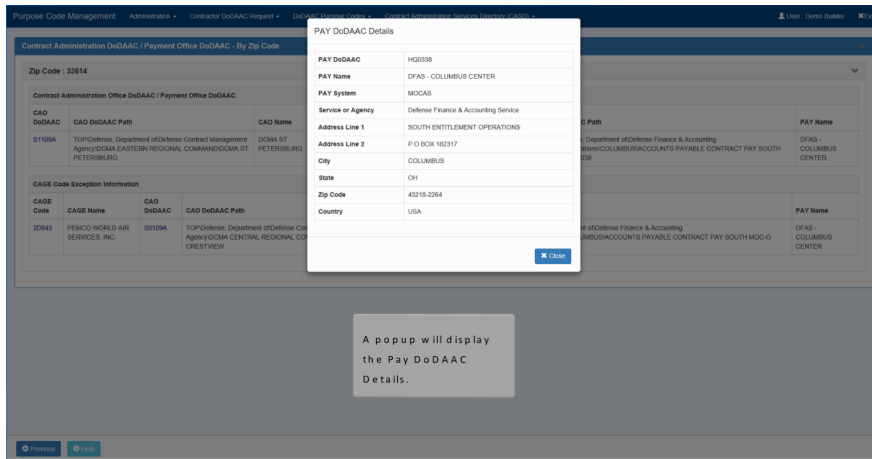 Purpose Code Management Administration Contractor DoDAAC Request DoDAAC Purpose Codes Contract Administration Services Directory (CASD) User : Demo Builder
Contract Administration DoDAAC / Payment Office DoDAAC - By Zip Code
Zip Code : 33614
Contract Administration Office DoDAAC / Payment Office DoDAAC
CAO DoDAAC
CAO DoDAAC Path
CAO Name
PAY Name
S1109A
TOP\Defense, Department of\Defense Contract Management
Agency\DCMA EASTERN REGIONAL COMMAND\DCMA ST
PETERSBURG
DCMA ST
PETERSBURG
Department of\Defense Finance & Accounting
COLUMBUS\ACCOUNTS PAYABLE CONTRACT PAY SOUTH
DFAS -
COLUMBUS
CENTER
CAGE Code Exception Information
CAGE
Code
CAGE Name
CAO
DoDAAC
CAO DoDAAC Path
PAY Name
2D843
PEMCO WORLD AIR
SERVICES, INC.
S0109A
TOP\Defense, Department of\Defense
Agency\DCMA CENTRAL REGIONAL
CRESTVIEW
of\Defense Finance & Accounting
ACCOUNTS PAYABLE CONTRACT PAY SOUTH MOC-G
DFAS -
COLUMBUS
CENTER
PAY DoDAAC Details
PAY DoDAAC HQ0338
PAY Name DFAS - COLUMBUS CENTER
PAY System MOCAS
Service or Agency Defense Finance & Accounting Service
Address Line 1 SOUTH ENTITLEMENT OPERATIONS
Address Line 2 P O BOX 182317
City COLUMBUS
State OH
Zip Code 43218-2264
Country USA
Close
A popup will display
the Pay DoDAAC
Details.
Previous Help